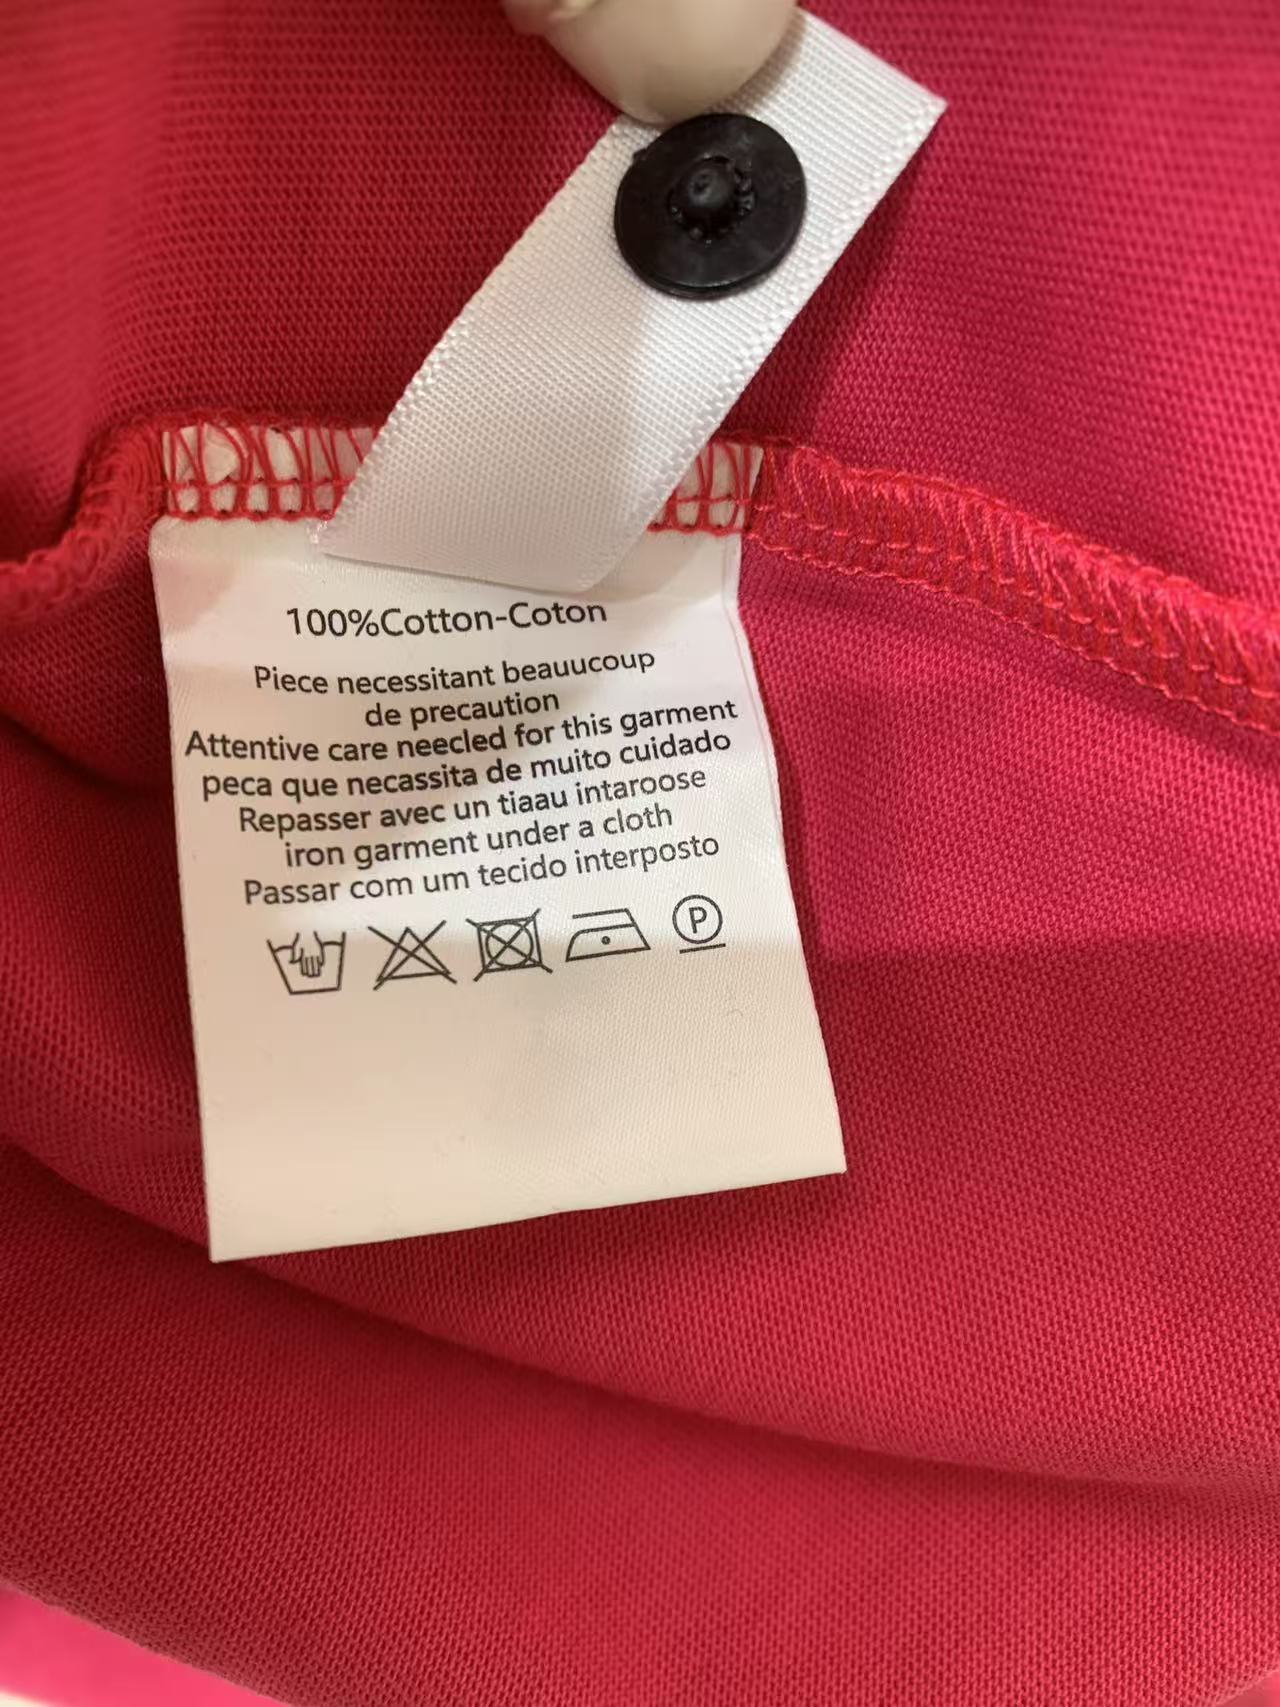 100%Cotton-Coton
Piece necessitant beauucoup
de precaution
Attentive care neecled for this garment
peca que necassita de muito cuidado
Repasser avec un tiaau intaroose
iron garment under a cloth
Passar com um tecido interposto
P